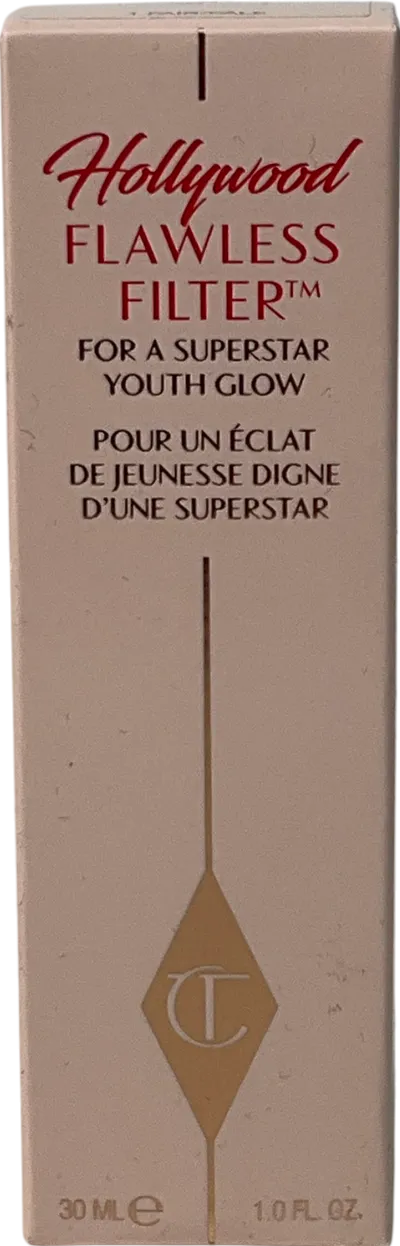 Hollywood
FLAWLESS
FILTER™
FOR A SUPERSTAR
YOUTH GLOW
POUR UN ÉCLAT
DE JEUNESSE DIGNE
D'UNE SUPERSTAR
CT
30 ML ℮ 1.0 FL. OZ.